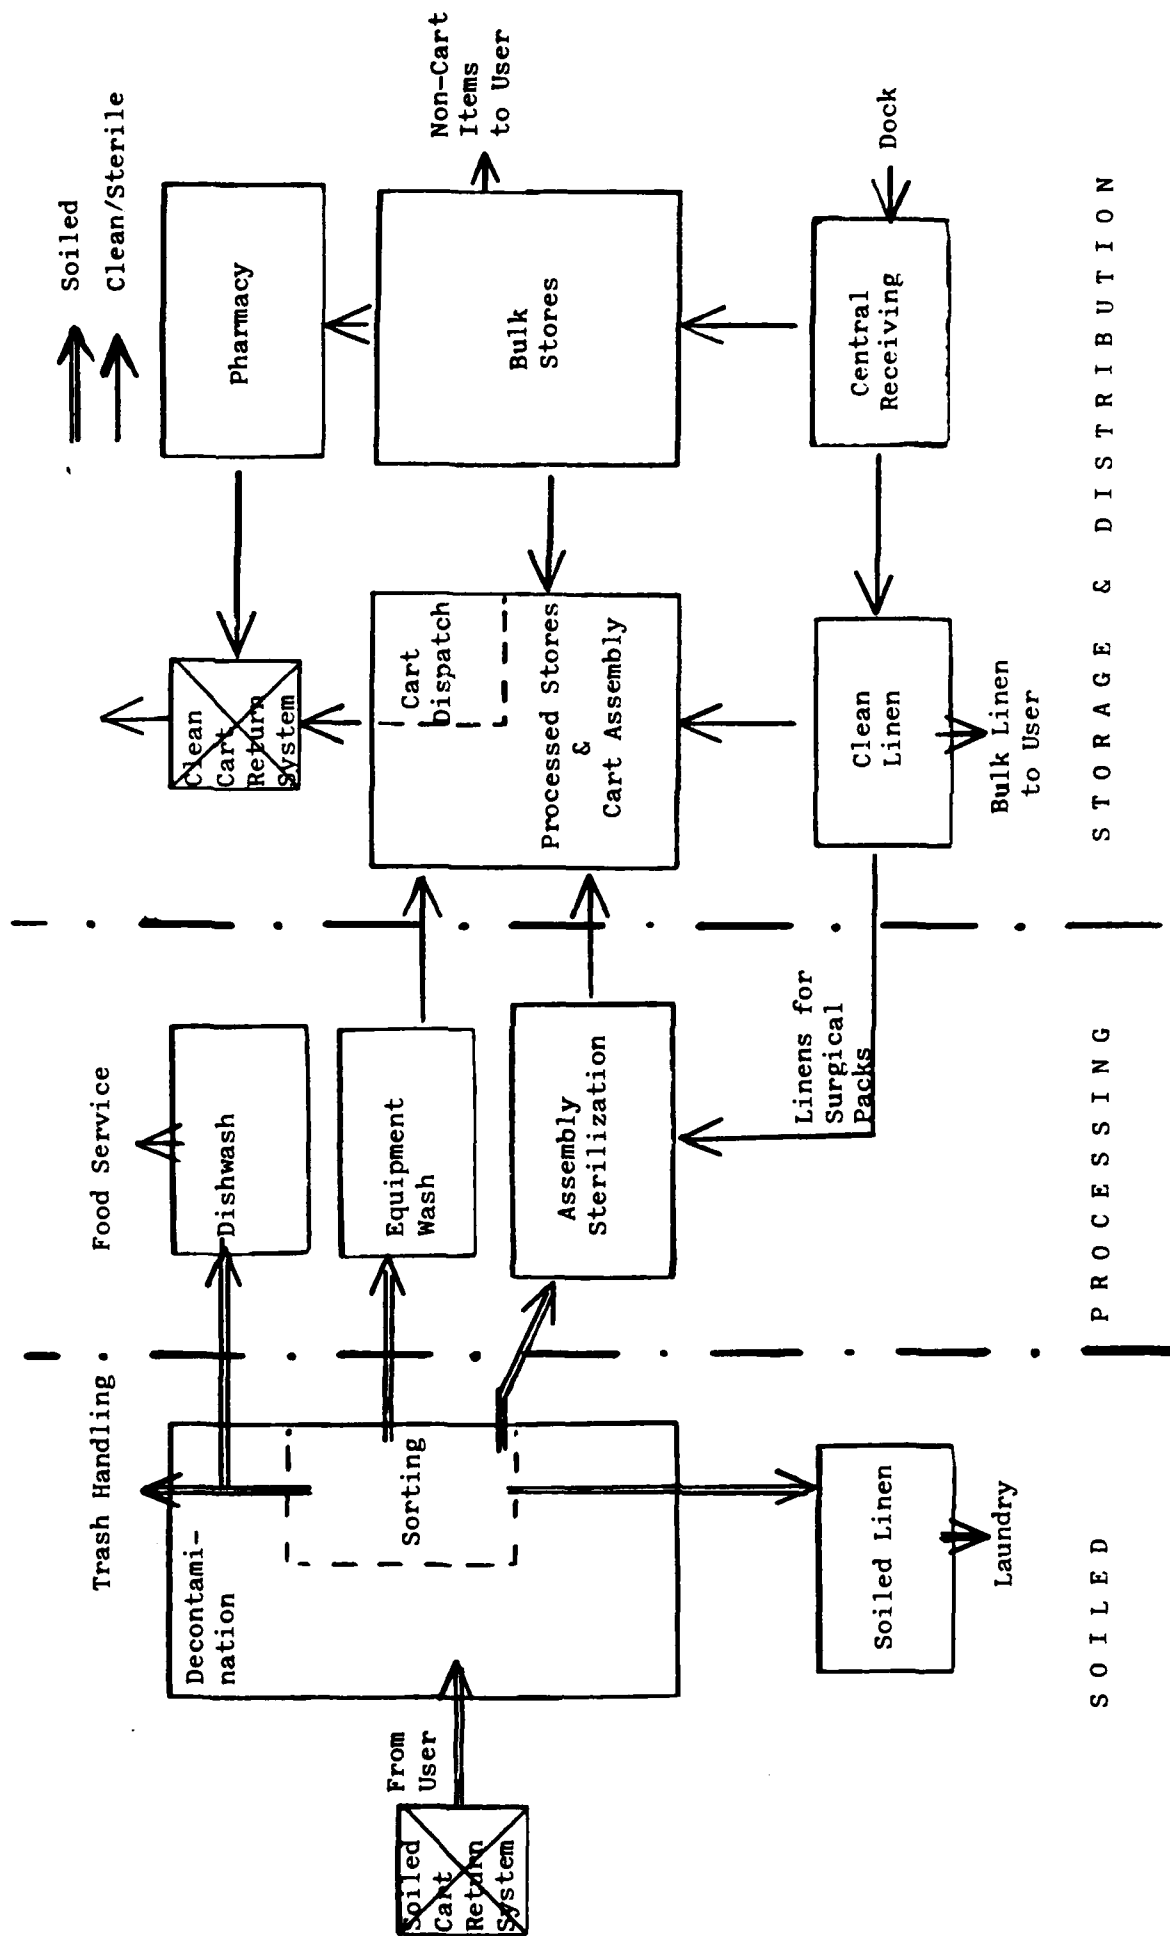 Soiled
Clean/Sterile
Trash Handling
Food Service
Decontami-
nation
Sorting
From
User
Soiled
Cart
Return
System
Dishwash
Equipment
Wash
Assembly
Sterilization
Linens for
Surgical
Packs
Soiled Linen
Laundry
Clean
Cart
Return
System
Cart
Dispatch
Processed Stores
&
Cart Assembly
Clean
Linen
Bulk Linen
to User
Pharmacy
Bulk
Stores
Non-Cart
Items
to User
Central
Receiving
Dock
SOILED
PROCESSING
STORAGE & DISTRIBUTION